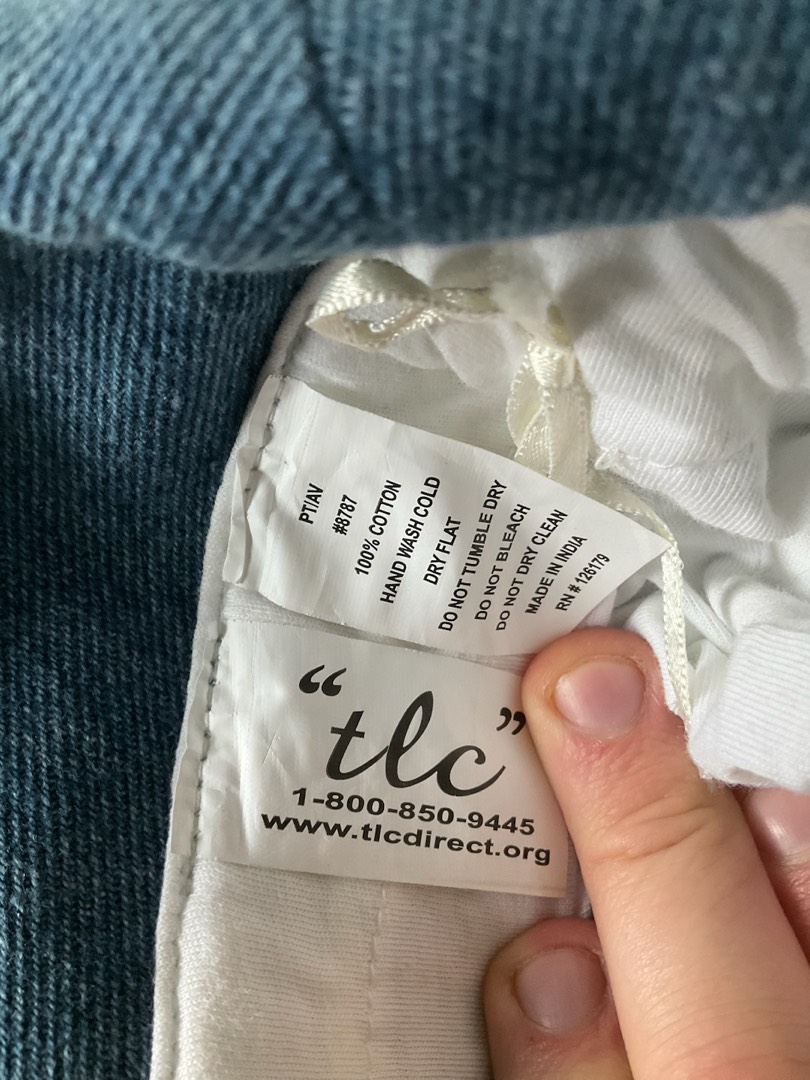 PT/AV
#8787
100% COTTON
HAND WASH COLD
DRY FLAT
DO NOT TUMBLE DRY
DO NOT BLEACH
DO NOT DRY CLEAN
MADE IN INDIA
RN # 126179
“tlc”
1-800-850-9445
www.tlcdirect.org